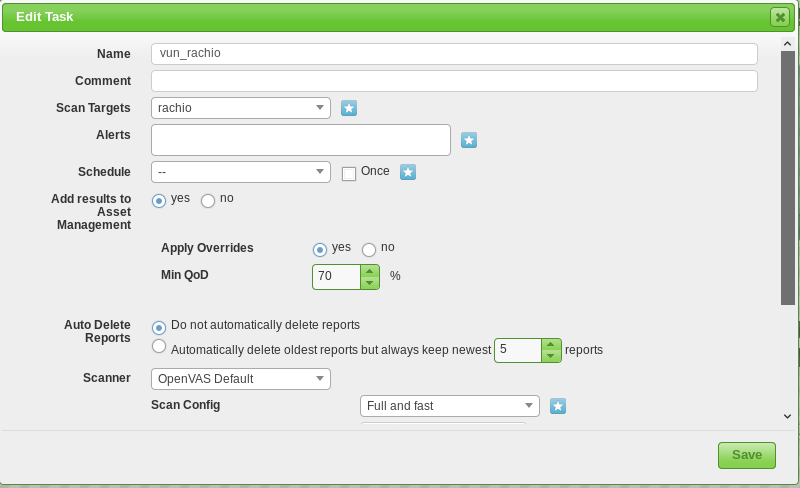 Edit Task
Name vun_rachio
Comment
Scan Targets rachio
Alerts
Schedule -- Once
Add results to yes no
Asset
Management
Apply Overrides yes no
Min QoD 70 %
Auto Delete Do not automatically delete reports
Reports
Automatically delete oldest reports but always keep newest 5 reports
Scanner OpenVAS Default
Scan Config Full and fast
Save